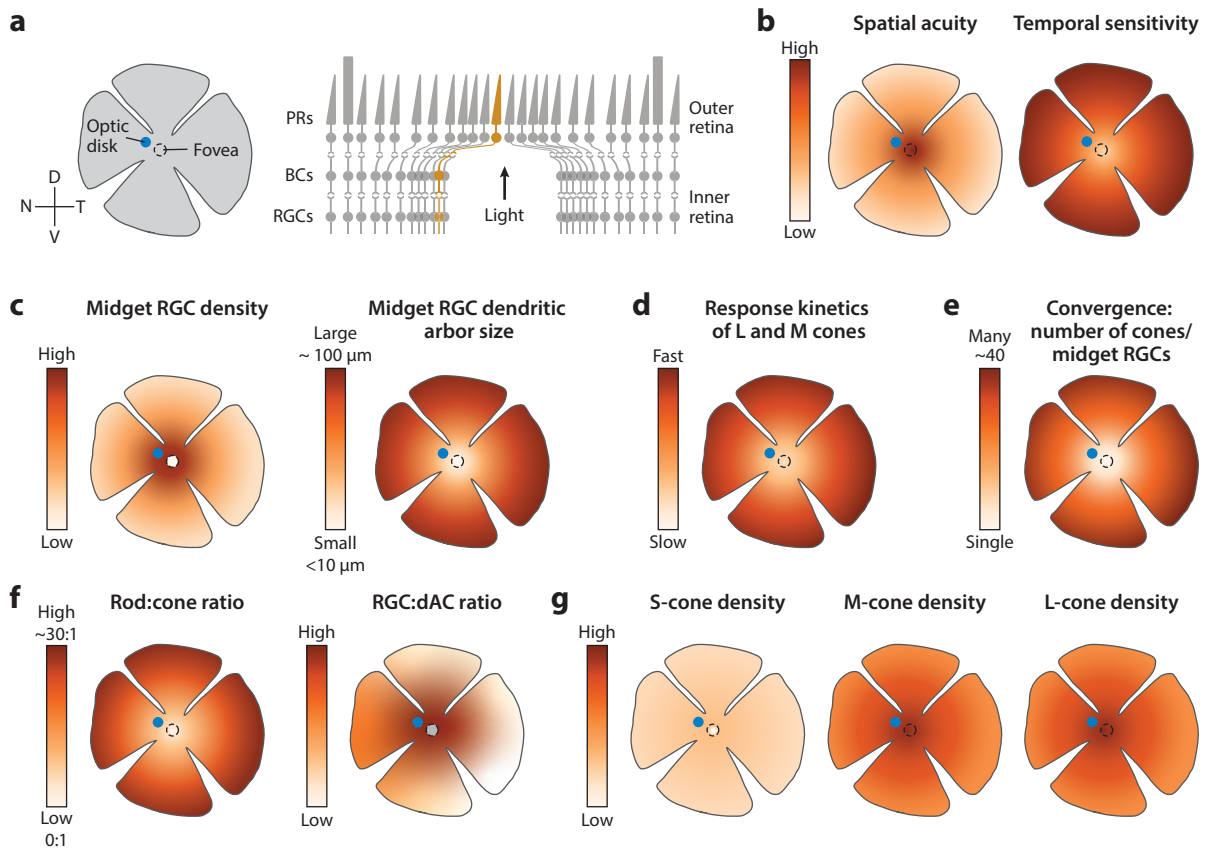 a
Optic
disk
Fovea
D
N
T
V
PRs
BCs
RGCs
Light
Outer
retina
Inner
retina
b
Spatial acuity
Temporal sensitivity
High
Low
c
Midget RGC density
High
Low
Midget RGC dendritic
arbor size
Large
~ 100 µm
Small
<10 µm
d
Response kinetics
of L and M cones
Fast
Slow
e
Convergence:
number of cones/
midget RGCs
Many
~40
Single
f
Rod:cone ratio
High
~30:1
Low
0:1
RGC:dAC ratio
High
Low
g
S-cone density
M-cone density
L-cone density
High
Low